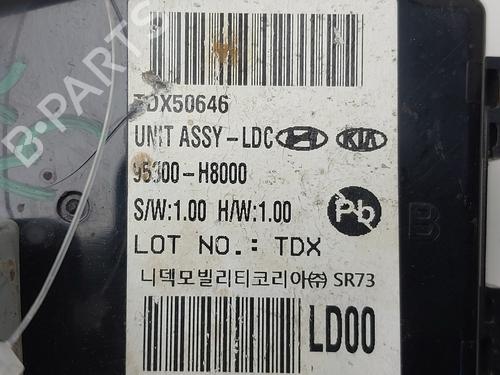 B-PARTS
TDX50646
UNIT ASSY-LDC KIA
95300-H8000
S/W:1.00 H/W:1.00
Pb
B
LOT NO.: TDX
니덱모빌리티코리아㈜ SR73
LD00